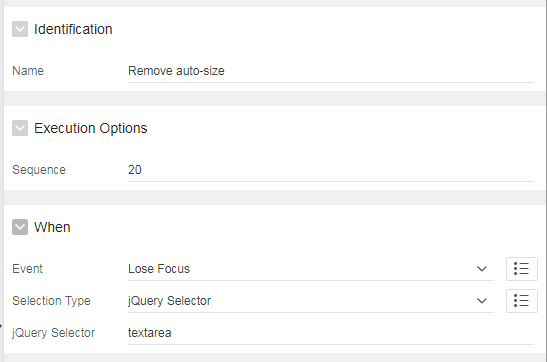 Identification
Name Remove auto-size
Execution Options
Sequence 20
When
Event Lose Focus
Selection Type jQuery Selector
jQuery Selector textarea